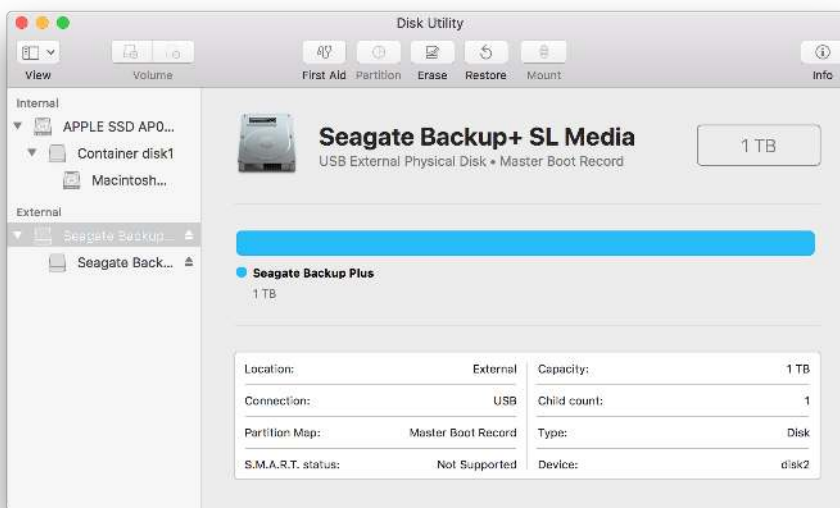 Disk Utility
View Volume First Aid Partition Erase Restore Mount Info
Internal
APPLE SSD AP0...
Container disk1
Macintosh...
External
Seagate Backup...
Seagate Back...
Seagate Backup+ SL Media
USB External Physical Disk • Master Boot Record
1 TB
Seagate Backup Plus
1 TB
Location: External Capacity: 1 TB
Connection: USB Child count: 1
Partition Map: Master Boot Record Type: Disk
S.M.A.R.T. status: Not Supported Device: disk2